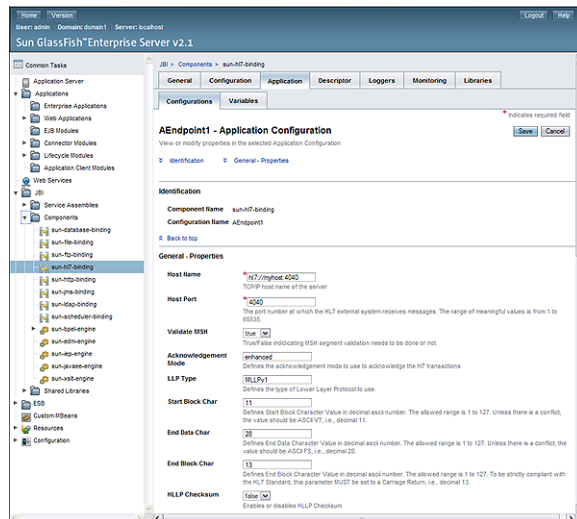 Home Version Logout Help
User: admin Domain: domain1 Server: localhost
Sun GlassFish™ Enterprise Server v2.1
Common Tasks
Application Server
Applications
Enterprise Applications
Web Applications
EJB Modules
Connector Modules
Lifecycle Modules
Application Client Modules
Web Services
JBI
Service Assemblies
Components
sun-database-binding
sun-file-binding
sun-ftp-binding
sun-hl7-binding
sun-http-binding
sun-jms-binding
sun-ldap-binding
sun-scheduler-binding
sun-bpel-engine
sun-edm-engine
sun-iep-engine
sun-javaee-engine
sun-xslt-engine
Shared Libraries
ESB
Custom MBeans
Resources
Configuration
JBI > Components > sun-hl7-binding
General Configuration Application Descriptor Loggers Monitoring Libraries
Configurations Variables
* Indicates required field
AEndpoint1 - Application Configuration
Save Cancel
View or modify properties in the selected Application Configuration
Identification General - Properties
Identification
Component Name sun-hl7-binding
Configuration Name AEndpoint1
Back to top
General - Properties
Host Name * hl7://myhost:4040
TCP/IP host name of the server
Host Port * 4040
The port number at which the HL7 external system receives messages. The range of meaningful values is from 1 to
65535.
Validate MSH true
True/False inddicating MSH segment validation needs to be done or not.
Acknowledgement
Mode
enhanced
Defines the acknowledgement mode to use to acknowledge the hl7 transactions
LLP Type MLLPv1
Defines the type of Lower Layer Protocol to use.
Start Block Char 11
Defines Start Block Character Value in decimal ascii number. The allowed range is 1 to 127. Unless there is a conflict,
the value should be ASCII VT, i.e., decimal 11.
End Data Char 28
Defines End Data Character Value in decimal ascii number. The allowed range is 1 to 127. Unless there is a conflict, the
value should be ASCII FS, i.e., decimal 28.
End Block Char 13
Defines End Block Character Value in decimal ascii number. The allowed range is 1 to 127. To be strictly compliant with
the HL7 Standard, this parameter MUST be set to a Carriage Return, i.e., decimal 13.
HLLP Checksum false
Enables or disables HLLP Checksum